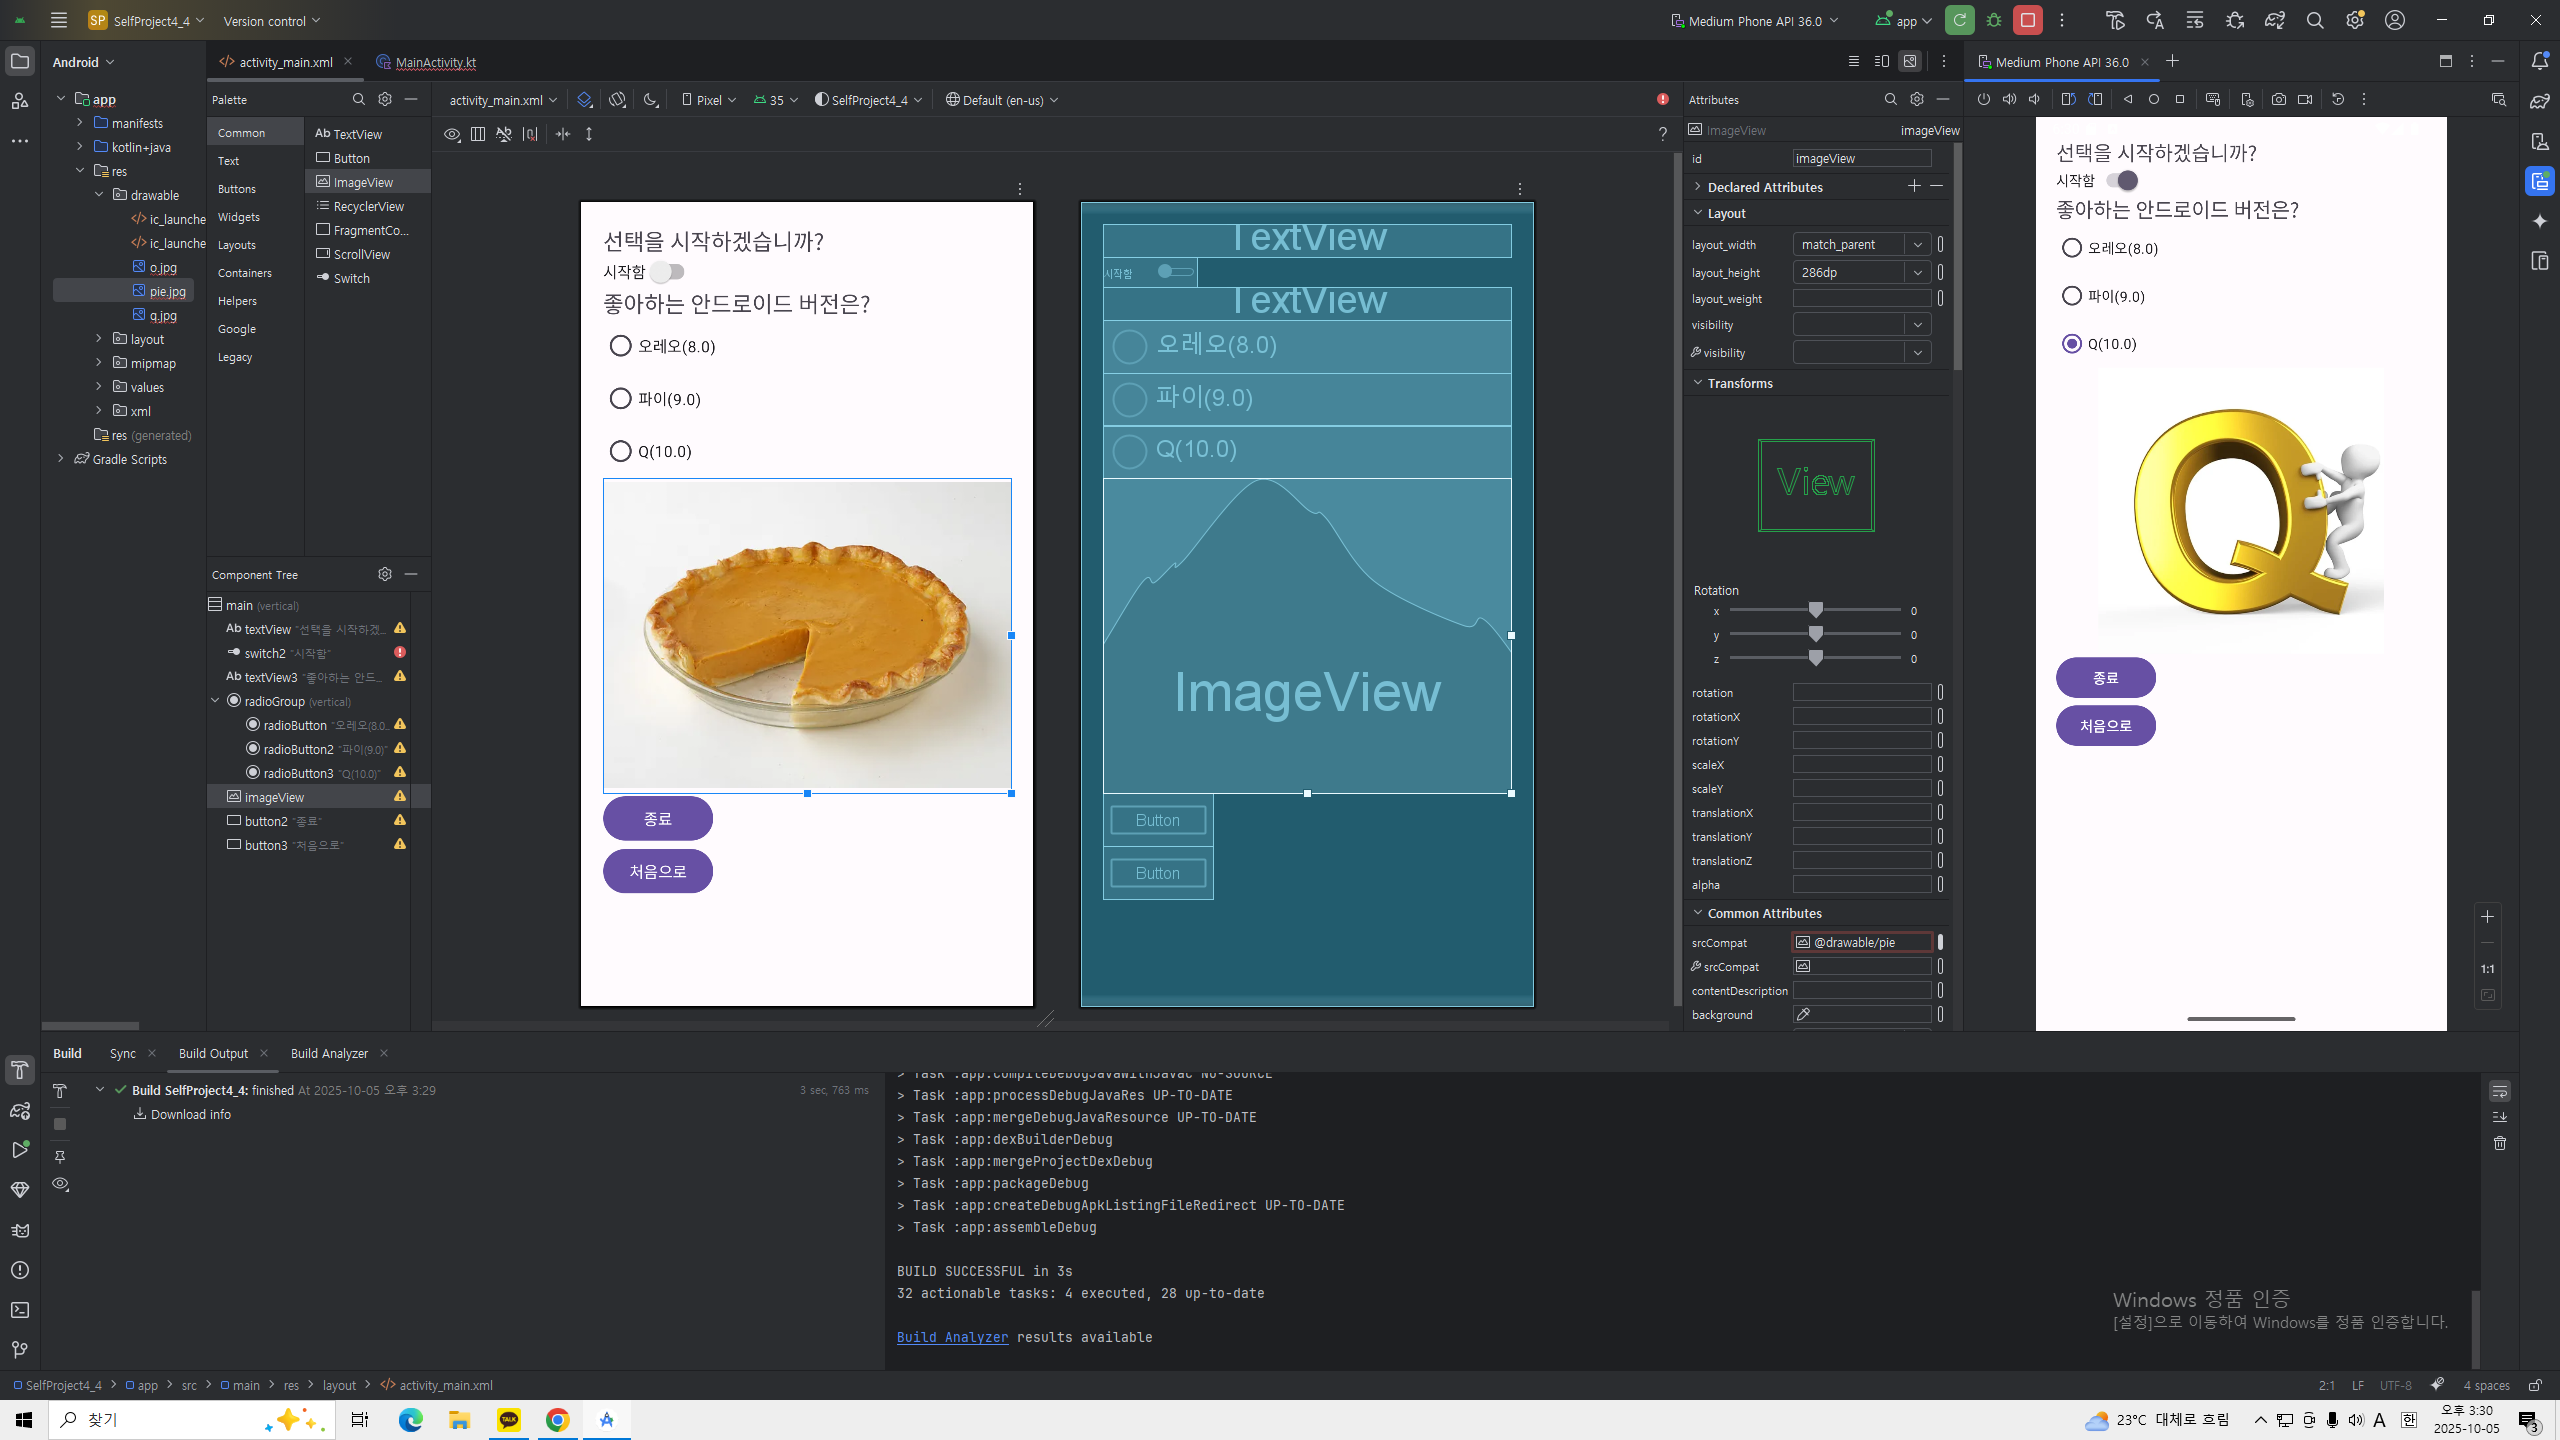 SP SelfProject4_4 Version control Medium Phone API 36.0 app
Android
activity_main.xml MainActivity.kt Medium Phone API 36.0
app
manifests
kotlin+java
res
drawable
ic_launche
ic_launche
o.jpg
pie.jpg
q.jpg
layout
mipmap
values
xml
res (generated)
Gradle Scripts
Palette
Common
Text
Buttons
Widgets
Layouts
Containers
Helpers
Google
Legacy
Ab TextView
Button
ImageView
RecyclerView
FragmentCo...
ScrollView
Switch
Component Tree
main (vertical)
Ab textView "선택을 시작하겠...
switch2 "시작함"
Ab textView3 "좋아하는 안드...
radioGroup (vertical)
radioButton "오레오(8.0...
radioButton2 "파이(9.0)"
radioButton3 "Q(10.0)"
imageView
button2 "종료"
button3 "처음으로"
activity_main.xml Pixel 35 SelfProject4_4 Default (en-us)
선택을 시작하겠습니까?
시작함
좋아하는 안드로이드 버전은?
오레오(8.0)
파이(9.0)
Q(10.0)
종료
처음으로
TextView
시작함
TextView
오레오(8.0)
파이(9.0)
Q(10.0)
ImageView
Button
Button
Attributes
ImageView imageView
id imageView
Declared Attributes
Layout
layout_width match_parent
layout_height 286dp
layout_weight
visibility
visibility
Transforms
View
Rotation
x 0
y 0
z 0
rotation
rotationX
rotationY
scaleX
scaleY
translationX
translationY
translationZ
alpha
Common Attributes
srcCompat @drawable/pie
srcCompat
contentDescription
background
선택을 시작하겠습니까?
시작함
좋아하는 안드로이드 버전은?
오레오(8.0)
파이(9.0)
Q(10.0)
종료
처음으로
1:1
Build Sync Build Output Build Analyzer
Build SelfProject4_4: finished At 2025-10-05 오후 3:29 3 sec, 763 ms
Download info
> Task :app:compileDebugJavaWithJavac NO-SOURCE
> Task :app:processDebugJavaRes UP-TO-DATE
> Task :app:mergeDebugJavaResource UP-TO-DATE
> Task :app:dexBuilderDebug
> Task :app:mergeProjectDexDebug
> Task :app:packageDebug
> Task :app:createDebugApkListingFileRedirect UP-TO-DATE
> Task :app:assembleDebug
BUILD SUCCESSFUL in 3s
32 actionable tasks: 4 executed, 28 up-to-date
Build Analyzer results available
Windows 정품 인증
[설정]으로 이동하여 Windows를 정품 인증합니다.
SelfProject4_4 > app > src > main > res > layout > activity_main.xml 2:1 LF UTF-8 4 spaces
찾기 TALK 23°C 대체로 흐림 A 한 오후 3:30
2025-10-05 3